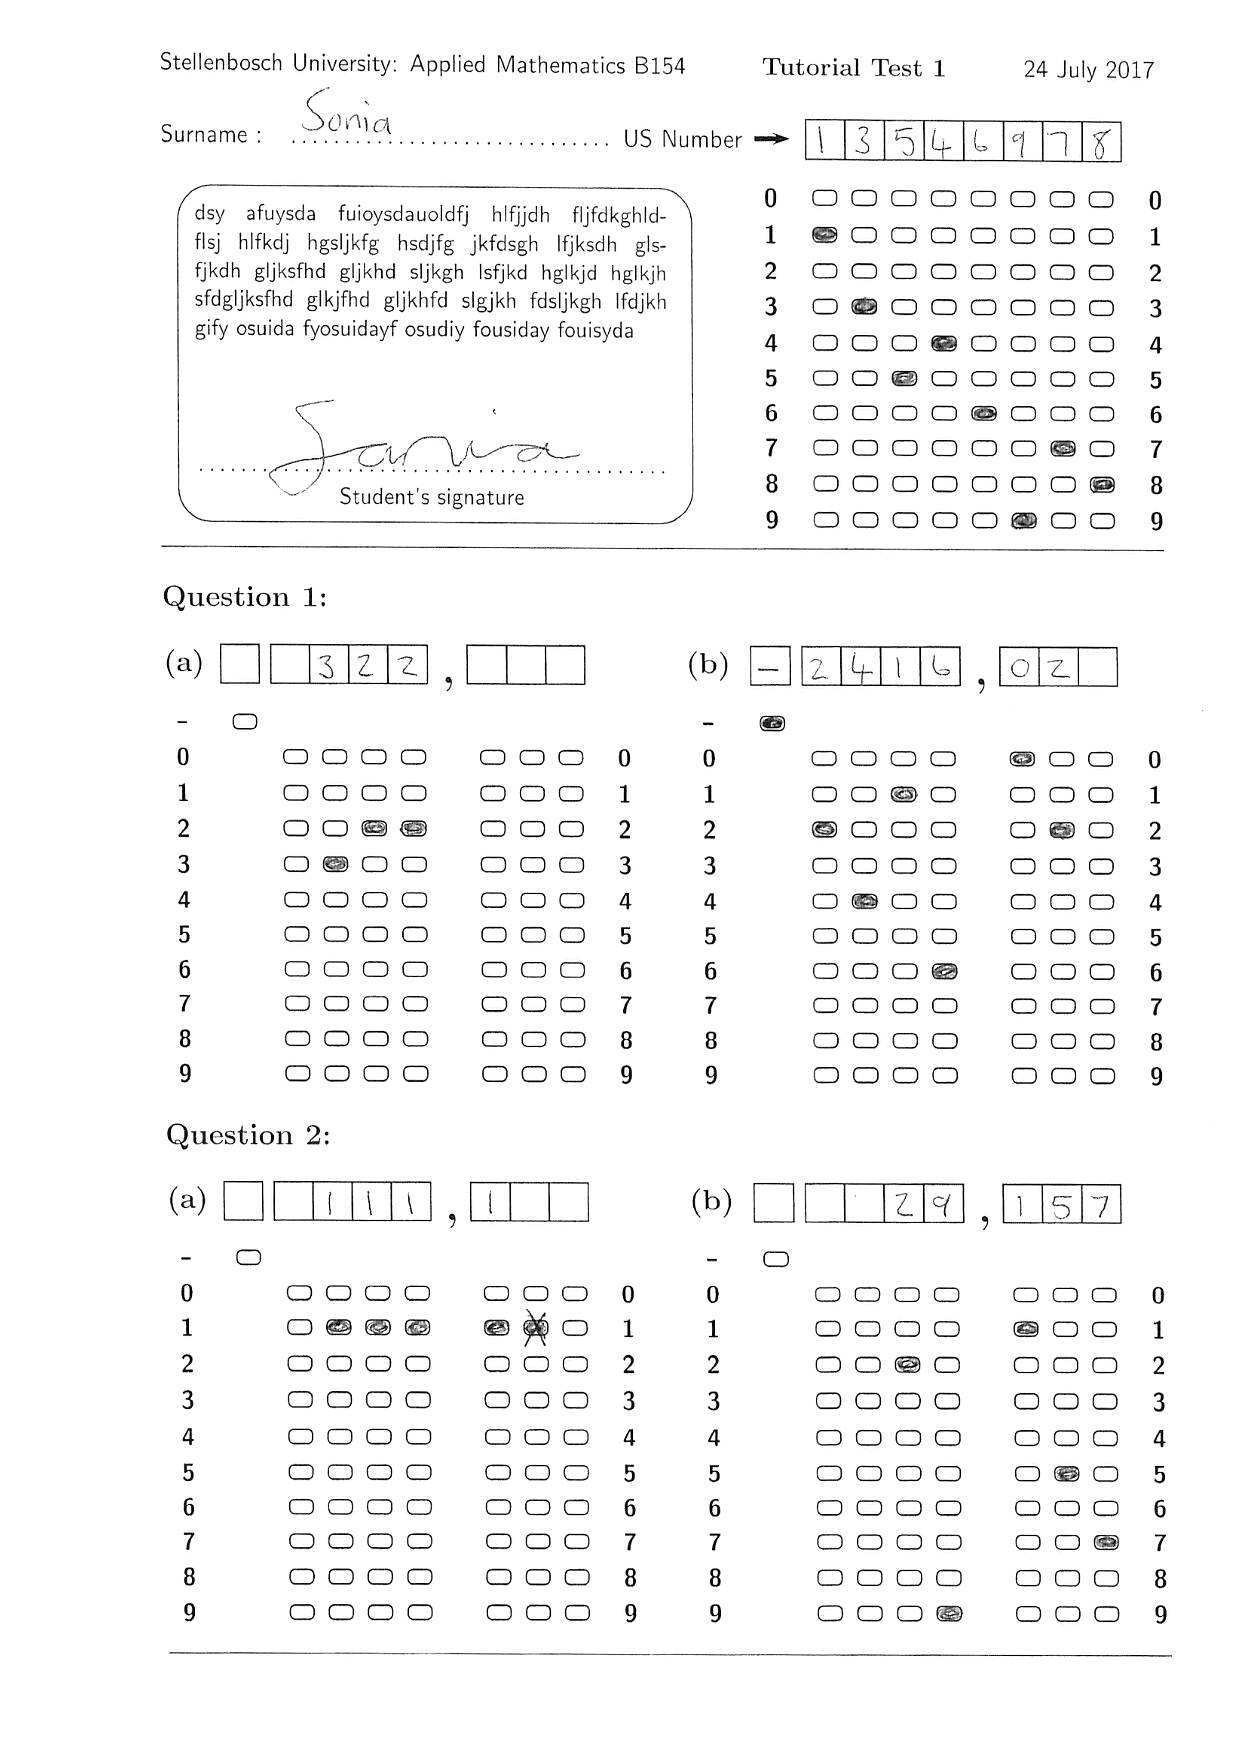 Stellenbosch University: Applied Mathematics B154 Tutorial Test 1 24 July 2017
Surname : Sonia US Number 1 3 5 4 6 9 7 8
dsy afuysda fuioysdauoldfj hlfjjdh fljfdkghld-
flsj hlfkdj hgsljkfg hsdjfg jkfdsgh lfjksdh gls-
fjkdh gljksfhd gljkhd sljkgh lsfjkd hglkjd hglkjh
sfdgljksfhd glkjfhd gljkhfd slgjkh fdsljkgh lfdjkh
gify osuida fyosuidayf osudiy fousiday fouisyda
Sonia
Student's signature
0 0
1 1
2 2
3 3
4 4
5 5
6 6
7 7
8 8
9 9
Question 1:
(a) 3 2 2 , (b) - 2 4 1 6 , 0 2
- -
0 0 0 0
1 1 1 1
2 2 2 2
3 3 3 3
4 4 4 4
5 5 5 5
6 6 6 6
7 7 7 7
8 8 8 8
9 9 9 9
Question 2:
(a) 1 1 1 , 1 (b) 2 9 , 1 5 7
- -
0 0 0 0
1 1 1 1
2 2 2 2
3 3 3 3
4 4 4 4
5 5 5 5
6 6 6 6
7 7 7 7
8 8 8 8
9 9 9 9